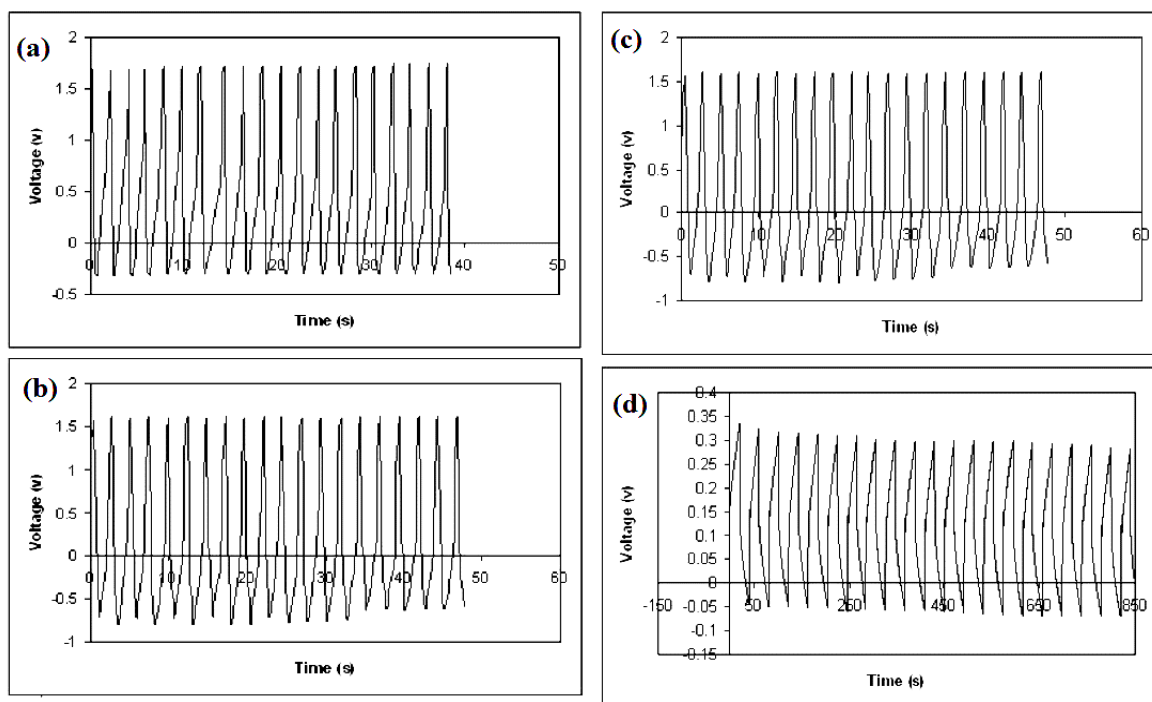 (a)
2
1.5
1
0.5
0
-0.5
Voltage (v)
0 10 20 30 40 50
Time (s)
(b)
2
1.5
1
0.5
0
-0.5
-1
Voltage (v)
0 10 20 30 40 50 60
Time (s)
(c)
2
1.5
1
0.5
0
-0.5
-1
Voltage (v)
0 10 20 30 40 50 60
Time (s)
(d)
0.4
0.35
0.3
0.25
0.2
0.15
0.1
0.05
0
-0.05
-0.1
-0.15
Voltage (v)
-150 50 250 450 650 850
Time (s)